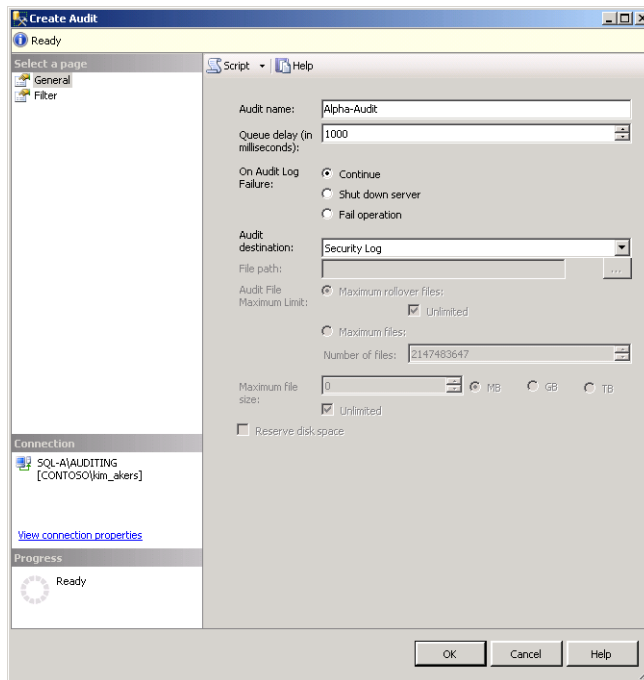 Create Audit
Ready
Select a page
General
Filter
Script
Help
Audit name:
Alpha-Audit
Queue delay (in
milliseconds):
1000
On Audit Log
Failure:
Continue
Shut down server
Fail operation
Audit
destination:
Security Log
File path:
...
Audit File
Maximum Limit:
Maximum rollover files:
Unlimited
Maximum files:
Number of files:
2147483647
Maximum file
size:
0
MB
GB
TB
Unlimited
Reserve disk space
Connection
SQL-A\AUDITING
[CONTOSO\kim_akers]
View connection properties
Progress
Ready
OK
Cancel
Help